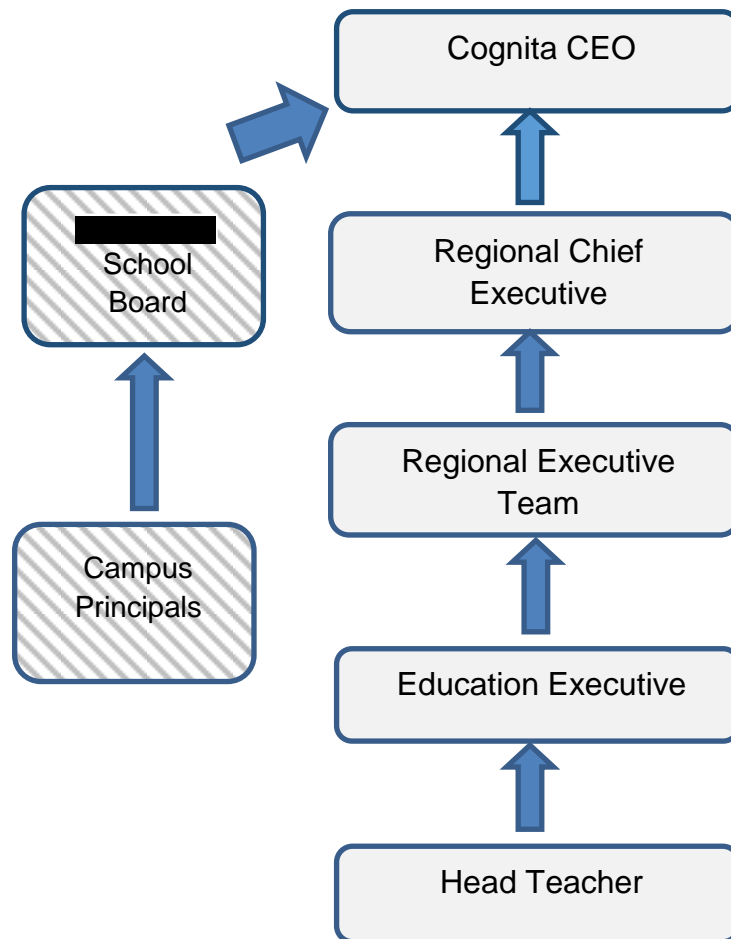 Cognita CEO
School
Board
Regional Chief
Executive
Regional Executive
Team
Campus
Principals
Education Executive
Head Teacher